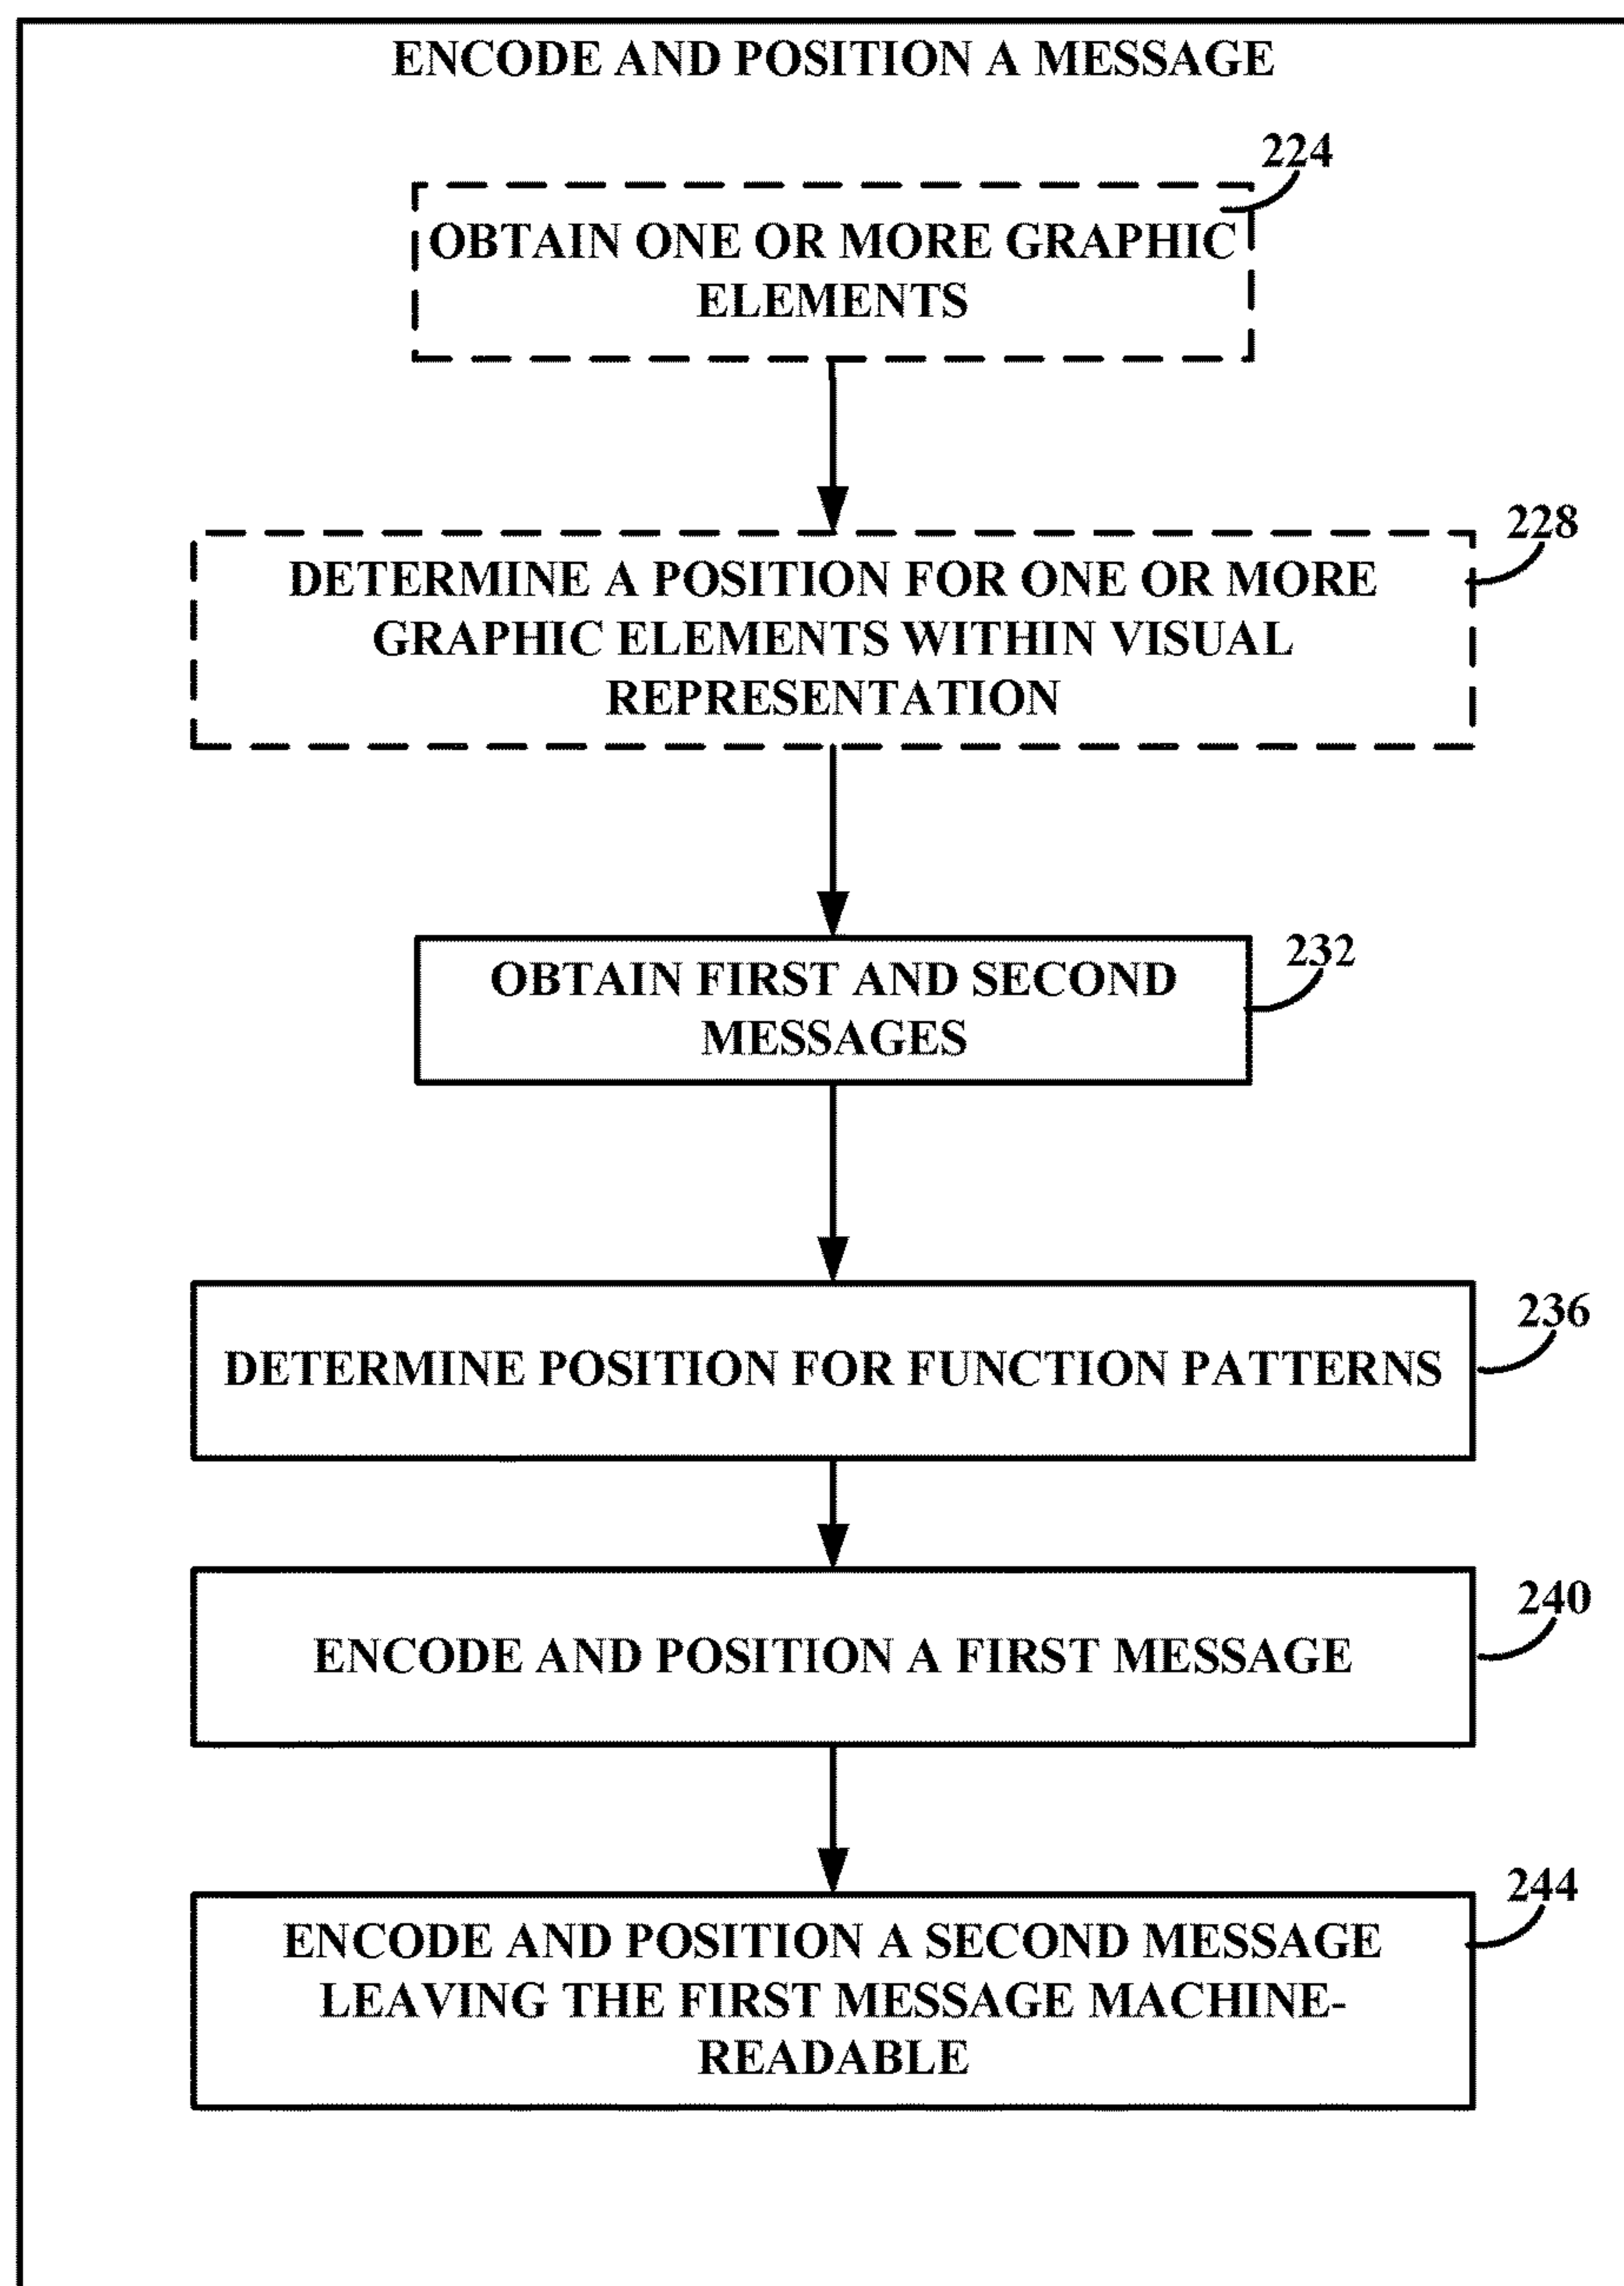 ENCODE AND POSITION A MESSAGE
224
OBTAIN ONE OR MORE GRAPHIC
ELEMENTS
228
DETERMINE A POSITION FOR ONE OR MORE
GRAPHIC ELEMENTS WITHIN VISUAL
REPRESENTATION
232
OBTAIN FIRST AND SECOND
MESSAGES
236
DETERMINE POSITION FOR FUNCTION PATTERNS
240
ENCODE AND POSITION A FIRST MESSAGE
244
ENCODE AND POSITION A SECOND MESSAGE
LEAVING THE FIRST MESSAGE MACHINE-
READABLE